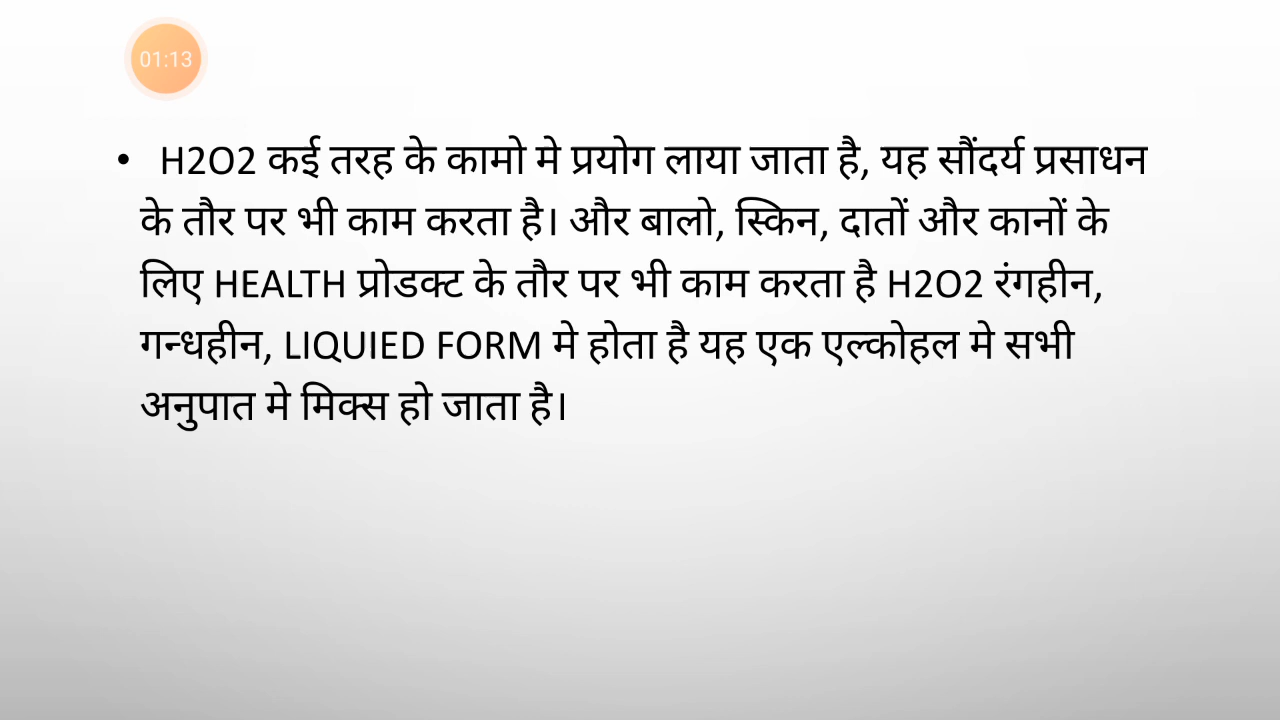 01:13
• H2O2 कई तरह के कामो मे प्रयोग लाया जाता है, यह सौंदर्य प्रसाधन
के तौर पर भी काम करता है। और बालो, स्किन, दातों और कानों के
लिए HEALTH प्रोडक्ट के तौर पर भी काम करता है H2O2 रंगहीन,
गन्धहीन, LIQUIED FORM मे होता है यह एक एल्कोहल मे सभी
अनुपात मे मिक्स हो जाता है।